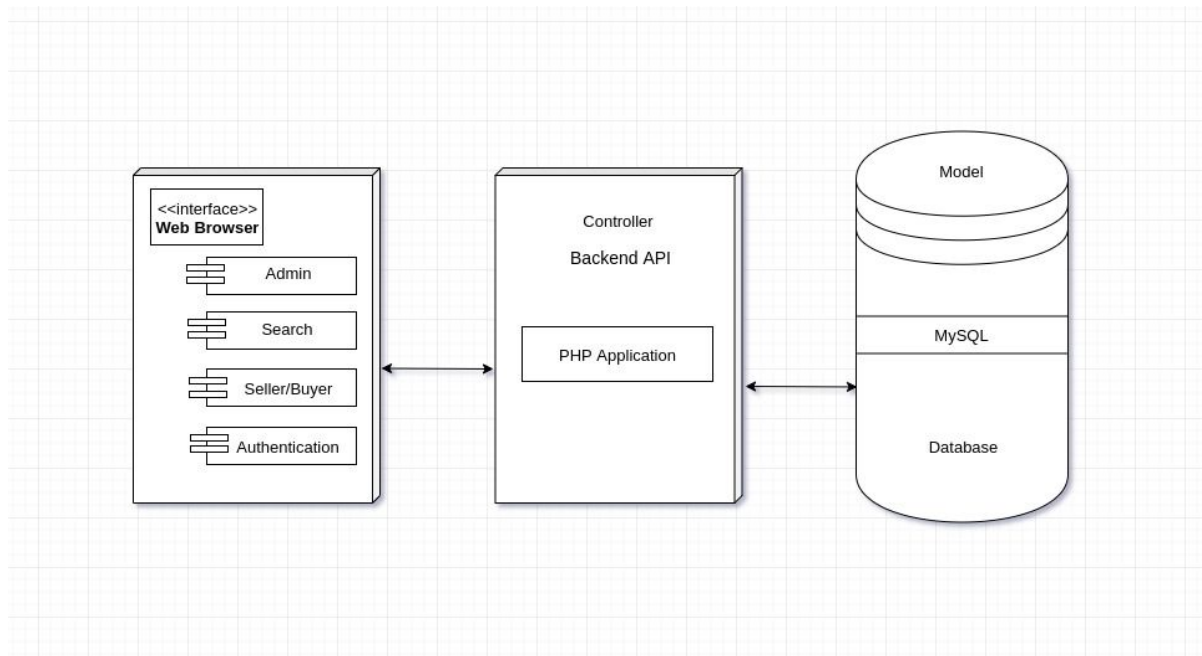 <<interface>>
Web Browser
Admin
Search
Seller/Buyer
Authentication
Controller
Backend API
PHP Application
Model
MySQL
Database